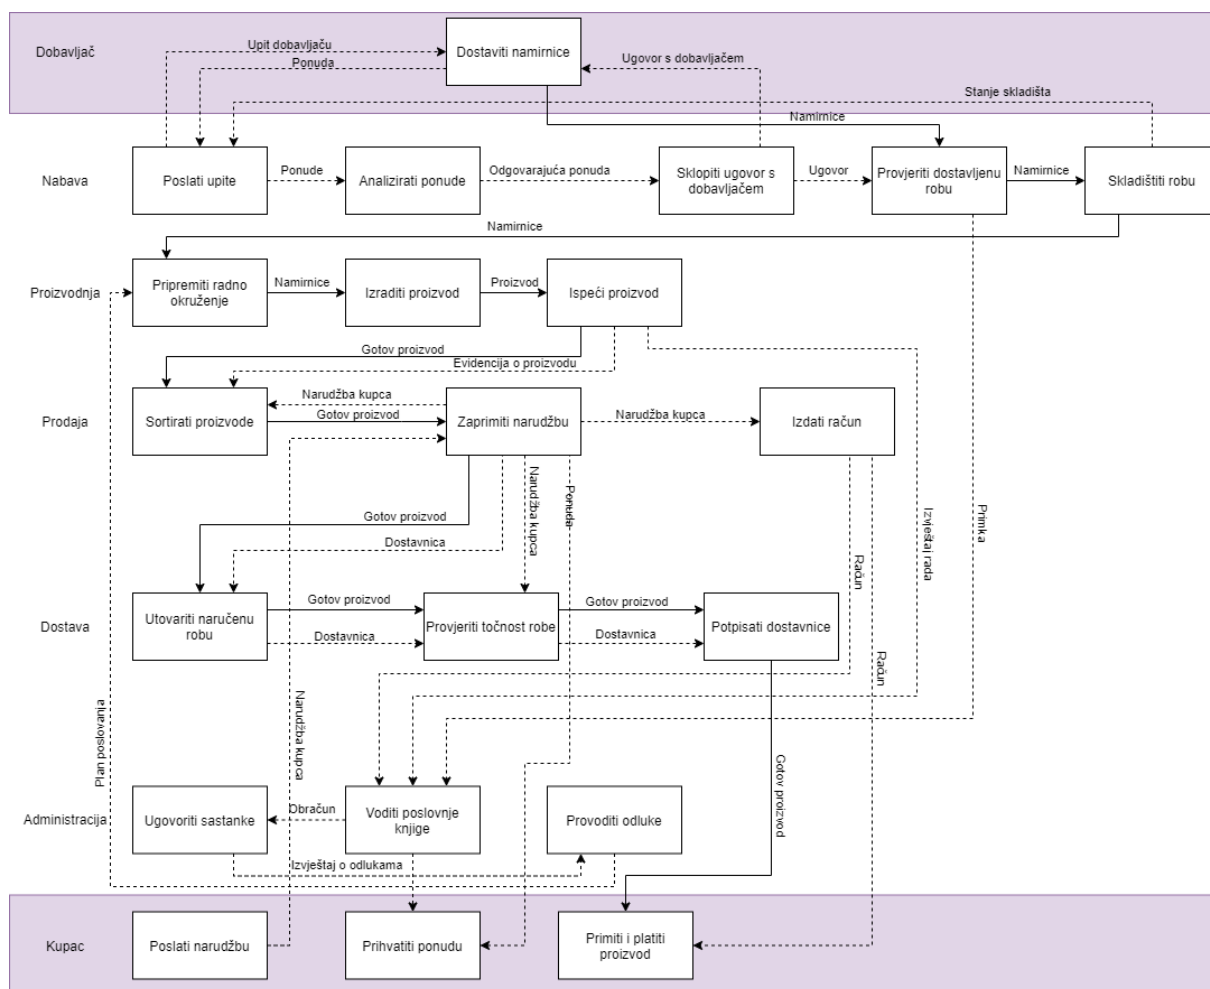 Dobavljač
Upit dobavljaču
Ponuda
Dostaviti namirnice
Ugovor s dobavljačem
Stanje skladišta
Namirnice
Nabava
Poslati upite
Ponude
Analizirati ponude
Odgovarajuća ponuda
Sklopiti ugovor s
dobavljačem
Ugovor
Provjeriti dostavljenu
robu
Namirnice
Skladištiti robu
Namirnice
Proizvodnja
Pripremiti radno
okruženje
Namirnice
Izraditi proizvod
Proizvod
Ispeći proizvod
Gotov proizvod
Evidencija o proizvodu
Prodaja
Sortirati proizvode
Narudžba kupca
Gotov proizvod
Zaprimiti narudžbu
Narudžba kupca
Izdati račun
Gotov proizvod
Dostavnica
Narudžba kupca
Ponuda
Račun
Izvještaj rada
Primka
Dostava
Utovariti naručenu
robu
Gotov proizvod
Dostavnica
Provjeriti točnost robe
Gotov proizvod
Dostavnica
Potpisati dostavnice
Račun
Plan poslovanja
Narudžba kupca
Gotov proizvod
Administracija
Ugovoriti sastanke
Obračun
Voditi poslovnje
knjige
Provoditi odluke
Izvještaj o odlukama
Kupac
Poslati narudžbu
Prihvatiti ponudu
Primiti i platiti
proizvod